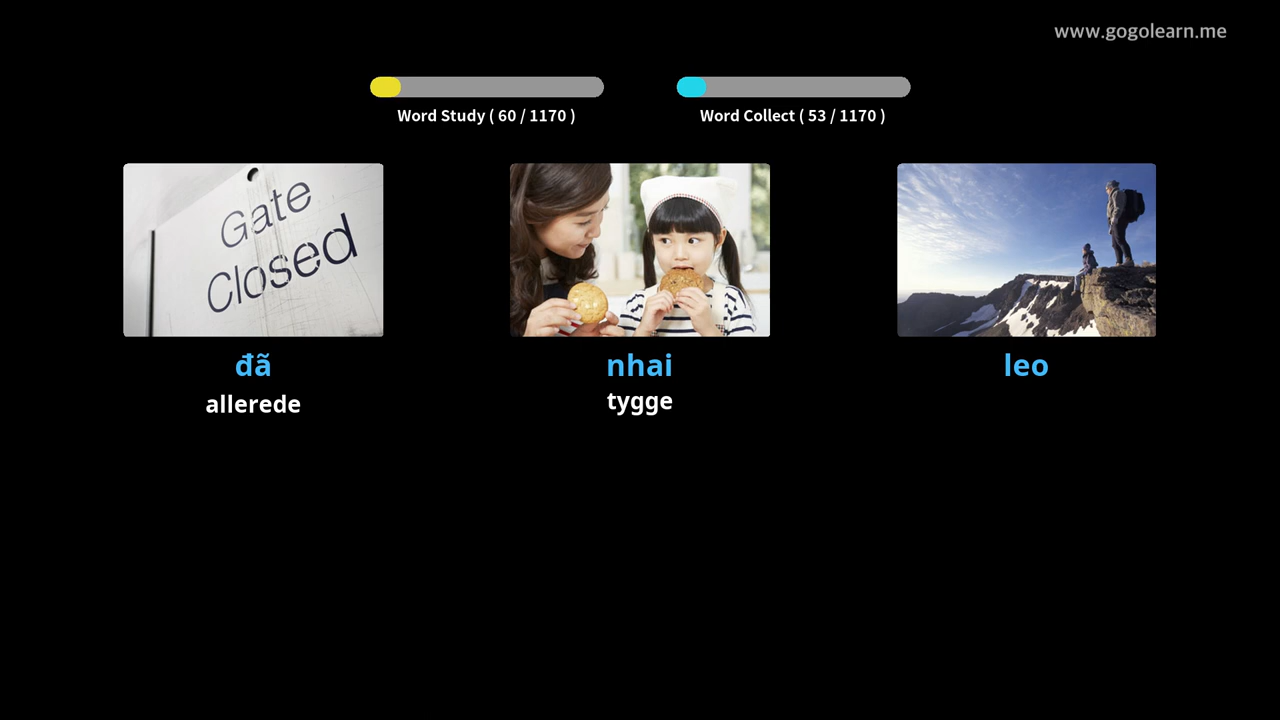 www.gogolearn.me
Word Study ( 60 / 1170 )
Word Collect ( 53 / 1170 )
Gate
Closed
đã
nhai
leo
allerede
tygge